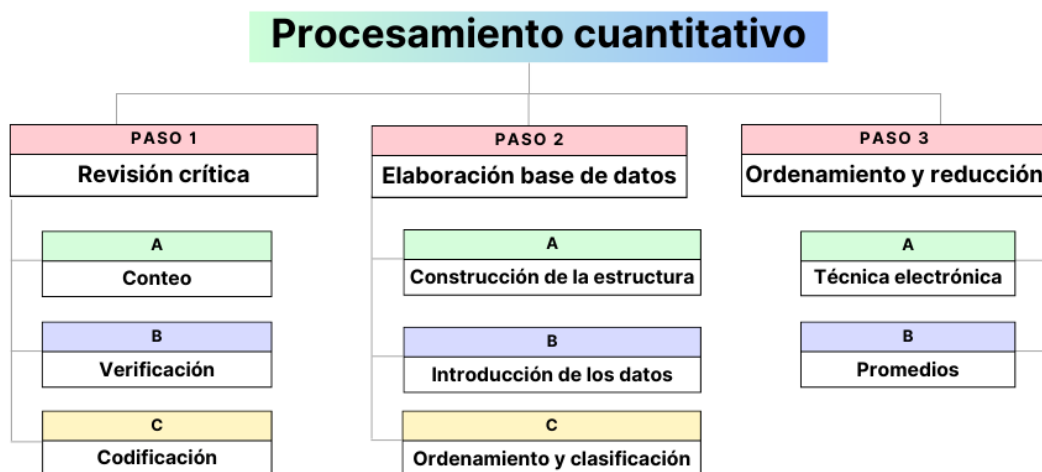 Procesamiento cuantitativo
PASO 1
Revisión crítica
A
Conteo
B
Verificación
C
Codificación
PASO 2
Elaboración base de datos
A
Construcción de la estructura
B
Introducción de los datos
C
Ordenamiento y clasificación
PASO 3
Ordenamiento y reducción
A
Técnica electrónica
B
Promedios